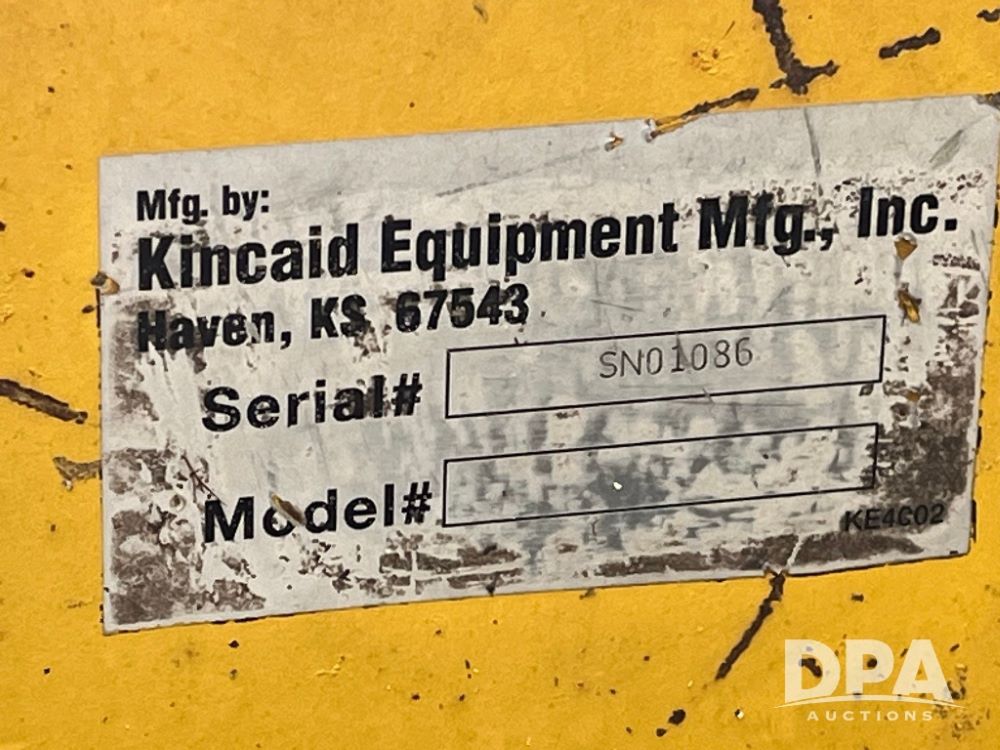 Mfg. by:
Kincaid Equipment Mfg., Inc.
Haven, KS 67543
Serial# SN01086
Model#
KE4C02
DPA
AUCTIONS